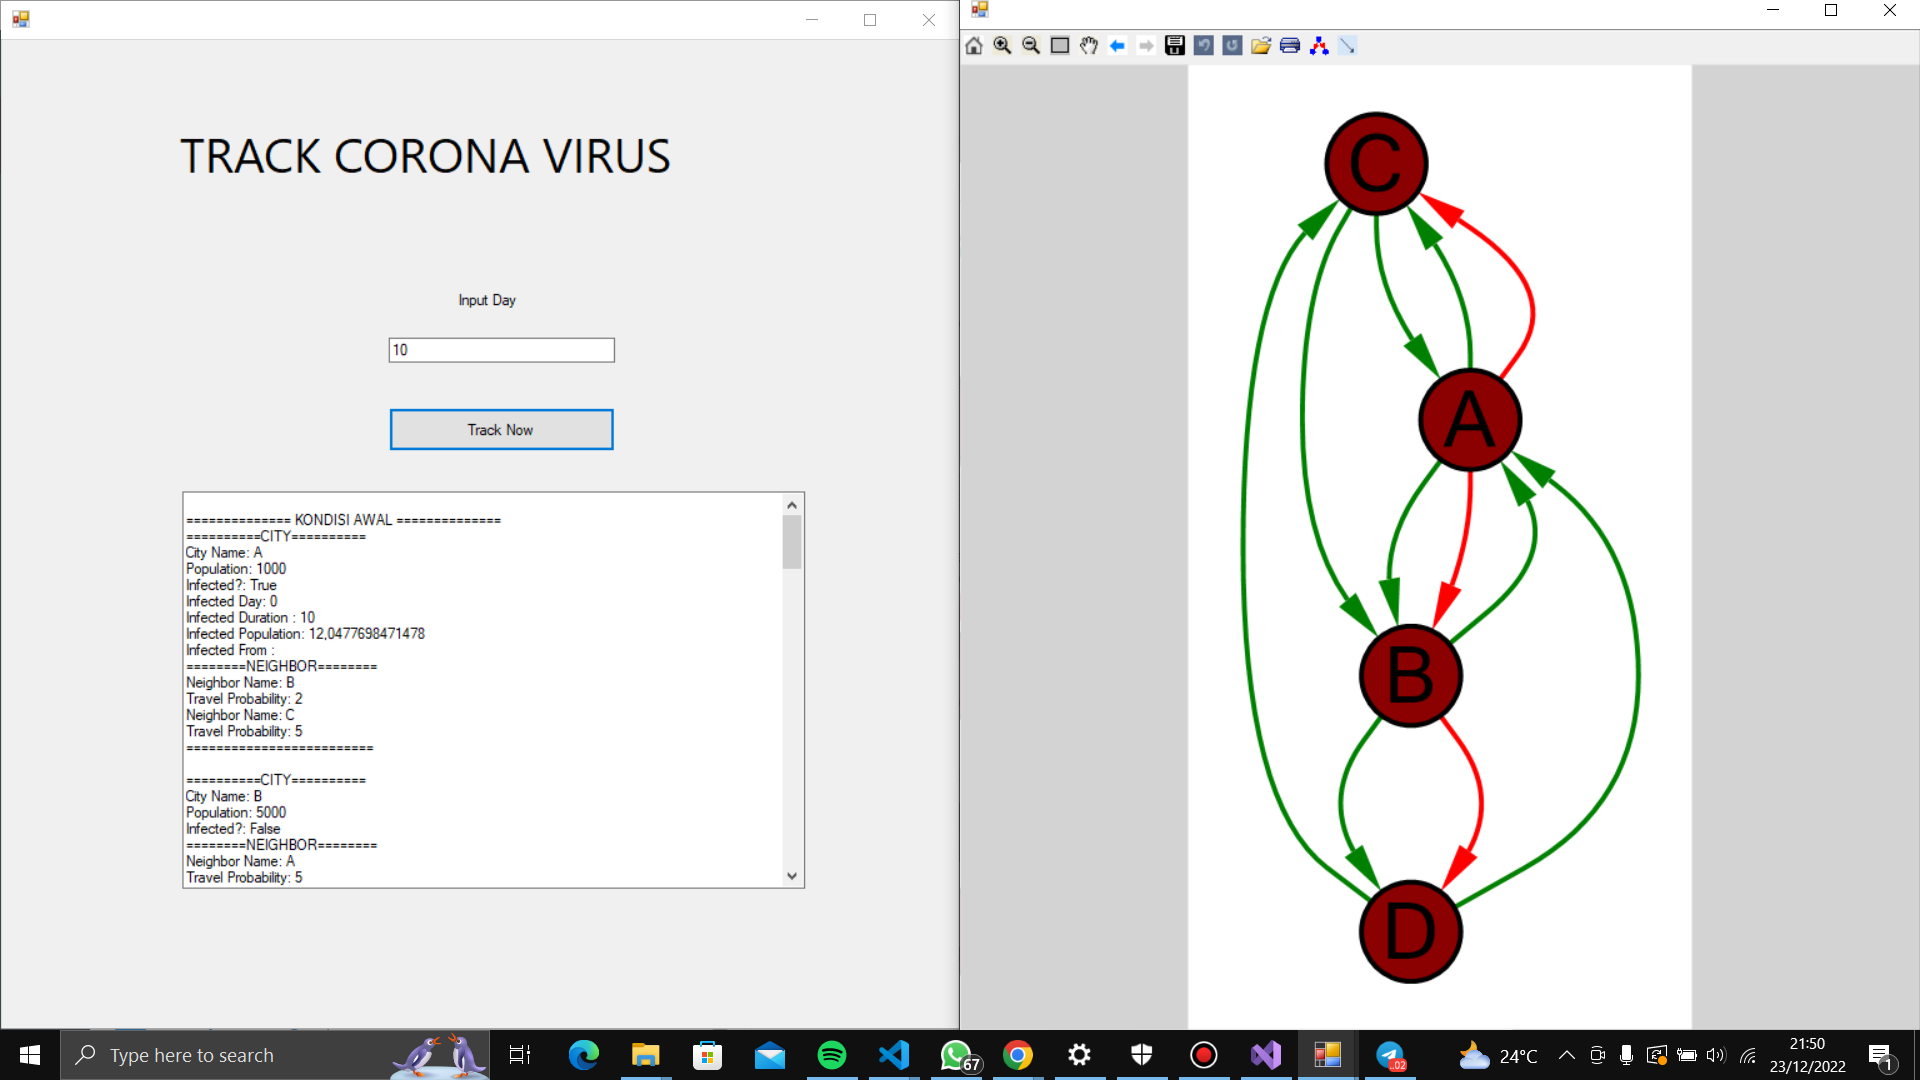 TRACK CORONA VIRUS
Input Day
10
Track Now
============== KONDISI AWAL ==============
==========CITY==========
City Name: A
Population: 1000
Infected?: True
Infected Day: 0
Infected Duration : 10
Infected Population: 12,0477698471478
Infected From :
========NEIGHBOR========
Neighbor Name: B
Travel Probability: 2
Neighbor Name: C
Travel Probability: 5
=========================
==========CITY==========
City Name: B
Population: 5000
Infected?: False
========NEIGHBOR========
Neighbor Name: A
Travel Probability: 5
C
A
B
D
Type here to search
67
02
24°C
21:50
23/12/2022
1